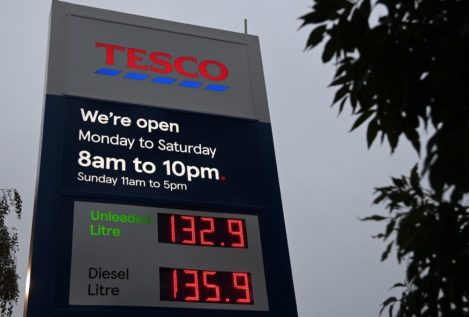 TESCO
We're open
Monday to Saturday
8am to 10pm.
Sunday 11am to 5pm
Unleaded
Litre
132.9
Diesel
Litre
135.9